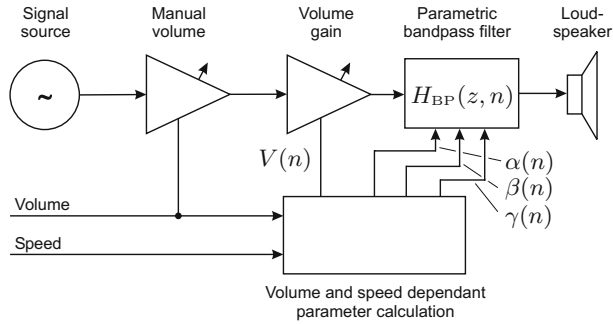 Signal
source
Manual
volume
Volume
gain
Parametric
bandpass filter
Loud-
speaker
~
H_BP(z, n)
V(n)
α(n)
β(n)
γ(n)
Volume
Speed
Volume and speed dependant
parameter calculation